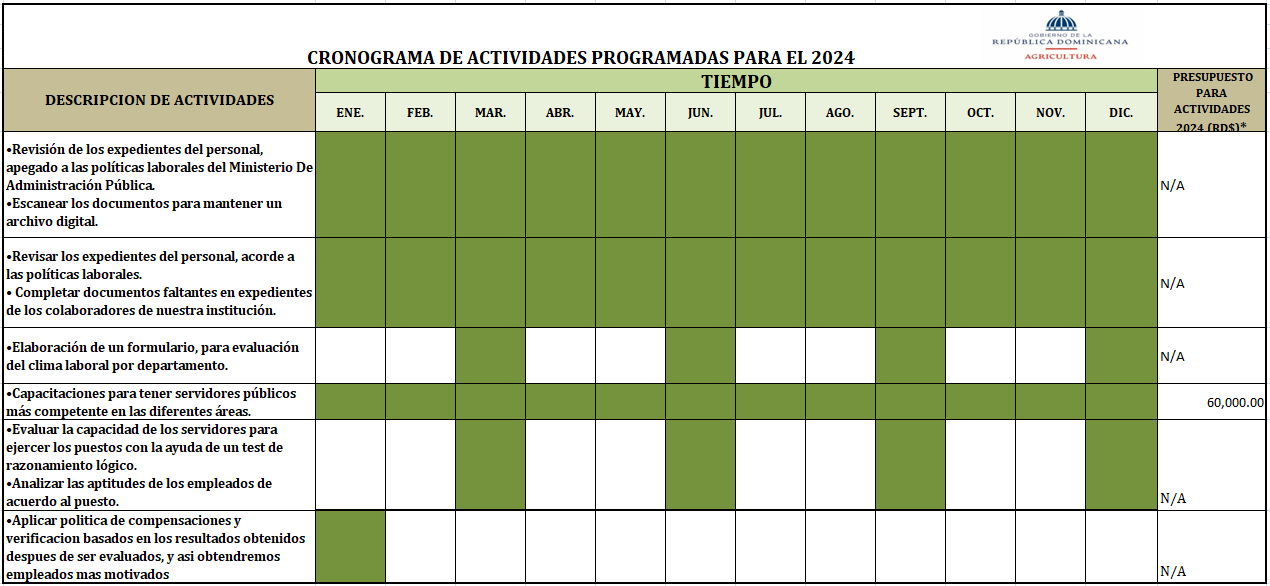 GOBIERNO DE LA
REPÚBLICA DOMINICANA
AGRICULTURA
CRONOGRAMA DE ACTIVIDADES PROGRAMADAS PARA EL 2024
DESCRIPCION DE ACTIVIDADES
TIEMPO
PRESUPUESTO
PARA
ACTIVIDADES
2024 (RD$)*
ENE. FEB. MAR. ABR. MAY. JUN. JUL. AGO. SEPT. OCT. NOV. DIC.
•Revisión de los expedientes del personal,
apegado a las políticas laborales del Ministerio De
Administración Pública.
•Escanear los documentos para mantener un
archivo digital.
N/A
•Revisar los expedientes del personal, acorde a
las políticas laborales.
• Completar documentos faltantes en expedientes
de los colaboradores de nuestra institución.
N/A
•Elaboración de un formulario, para evaluación
del clima laboral por departamento.
N/A
•Capacitaciones para tener servidores públicos
más competente en las diferentes áreas.
60,000.00
•Evaluar la capacidad de los servidores para
ejercer los puestos con la ayuda de un test de
razonamiento lógico.
•Analizar las aptitudes de los empleados de
acuerdo al puesto.
N/A
•Aplicar politica de compensaciones y
verificacion basados en los resultados obtenidos
despues de ser evaluados, y asi obtendremos
empleados mas motivados
N/A